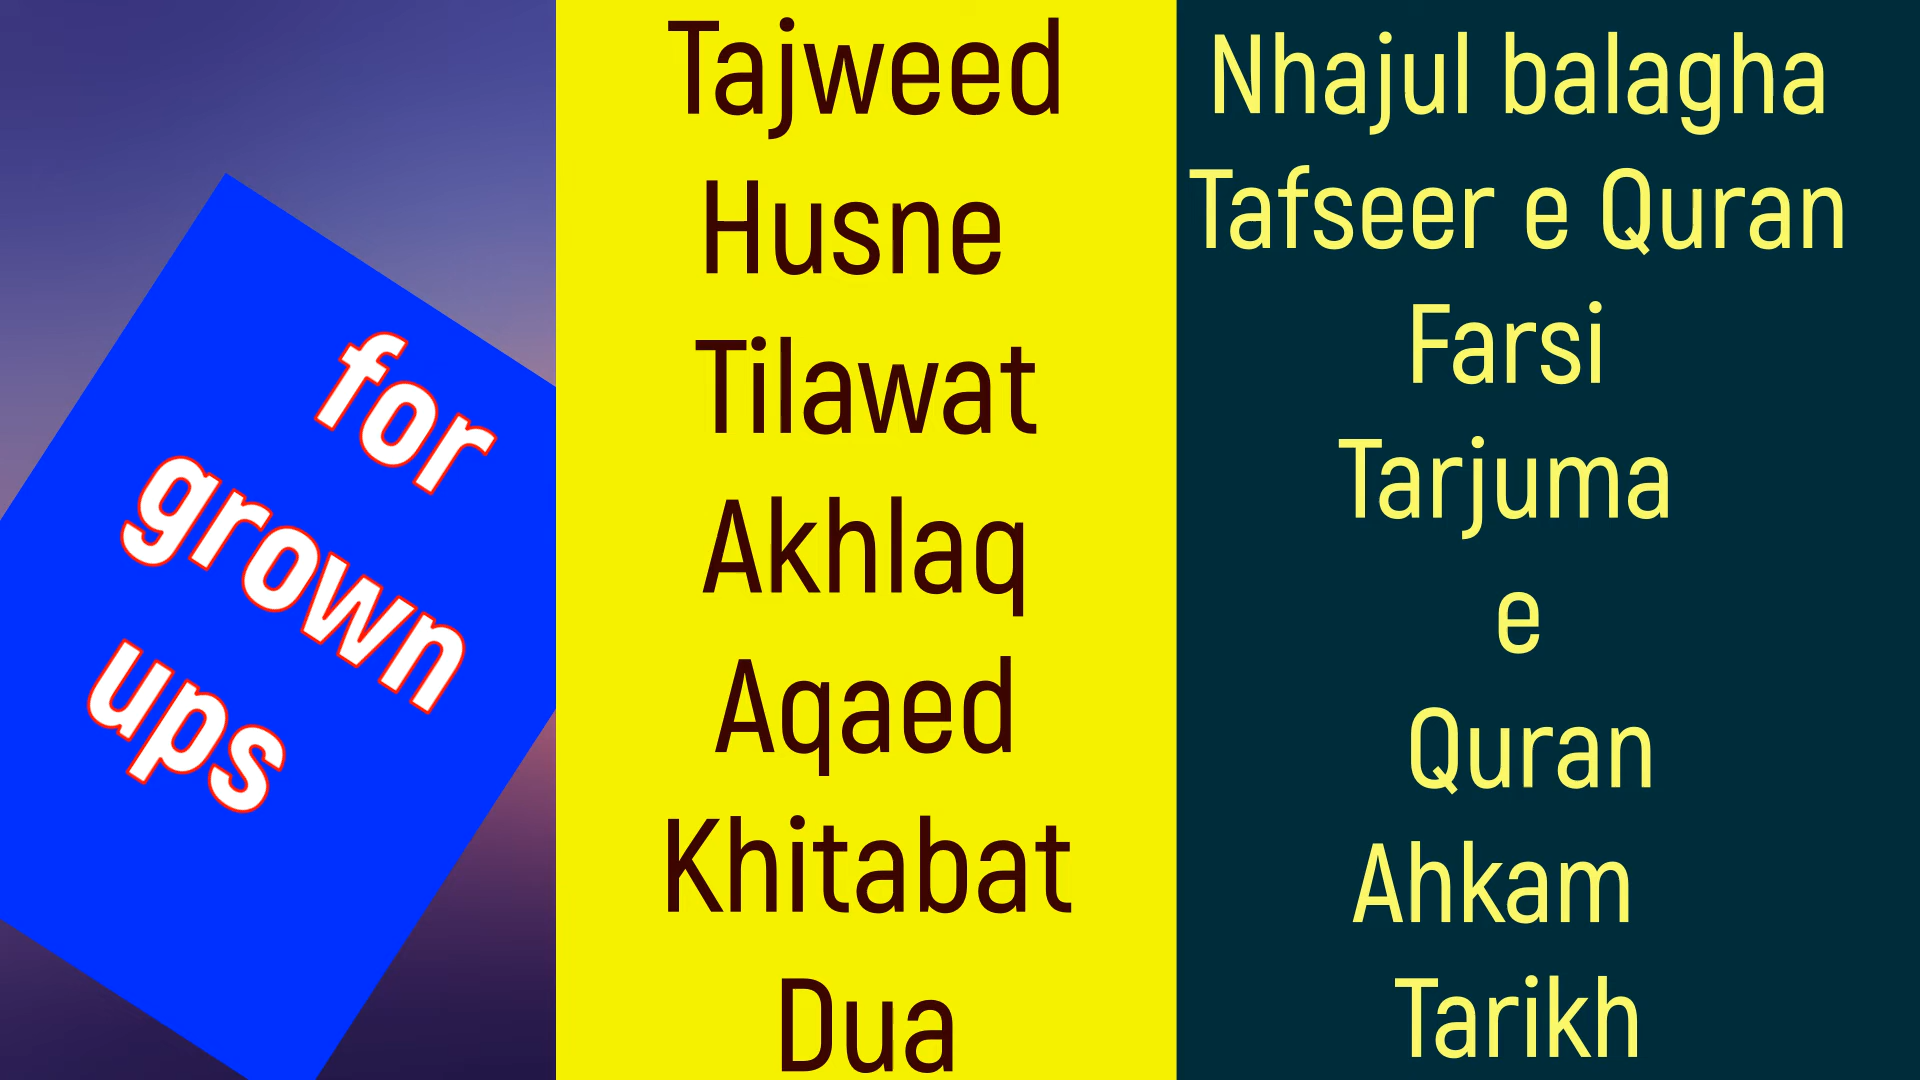 for
grown
ups
Tajweed
Husne
Tilawat
Akhlaq
Aqaed
Khitabat
Dua
Nhajul balagha
Tafseer e Quran
Farsi
Tarjuma
e
Quran
Ahkam
Tarikh